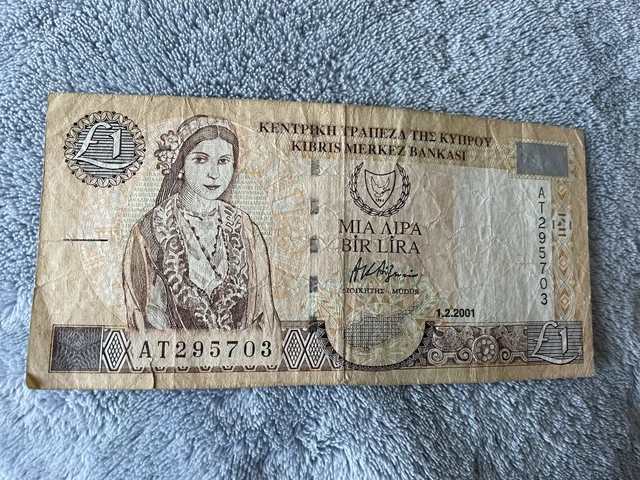 £1
ΚΕΝΤΡΙΚΗ ΤΡΑΠΕΖΑ ΤΗΣ ΚΥΠΡΟΥ
KIBRIS MERKEZ BANKASI
ΜΙΑ ΛΙΡΑ
BİR LİRA
ΔΙΟΙΚΗΤΗΣ - MÜDÜR
1.2.2001
AT295703
AT295703
£1